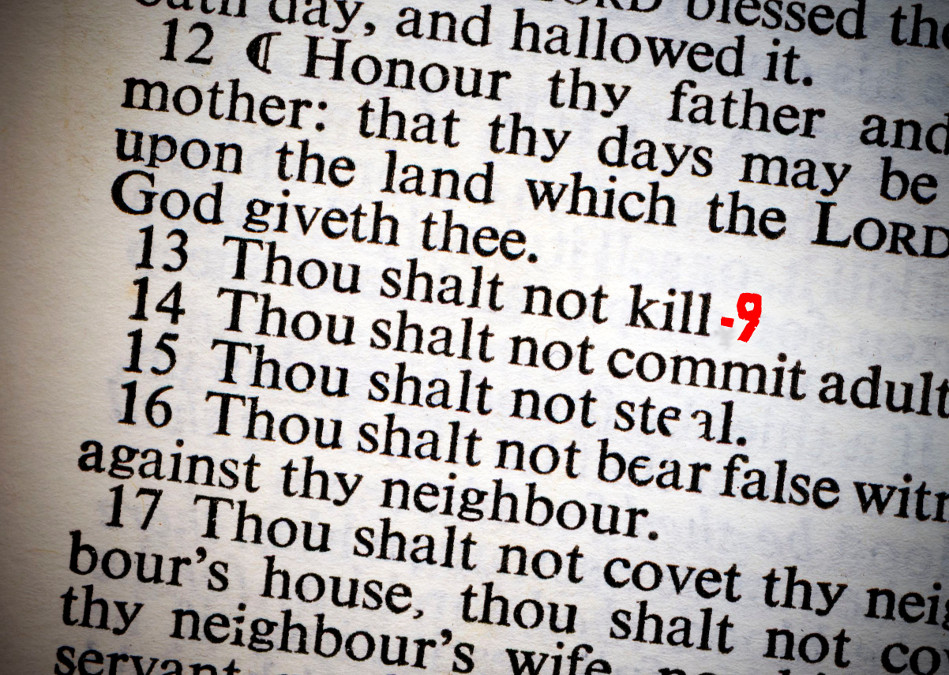 day, and hallowed it.
12 ¶ Honour thy father and
mother: that thy days may be
upon the land which the LORD
God giveth thee.
13 Thou shalt not kill -9
14 Thou shalt not commit adult
15 Thou shalt not steal.
16 Thou shalt not bear false witn
against thy neighbour.
17 Thou shalt not covet thy neig
bour's house, thou shalt not cov
thy neighbour's wife,
servant